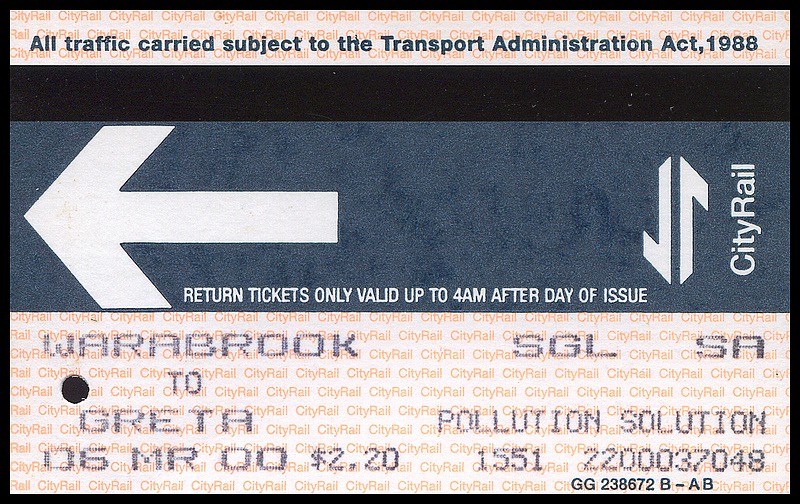 All traffic carried subject to the Transport Administration Act,1988
CityRail
RETURN TICKETS ONLY VALID UP TO 4AM AFTER DAY OF ISSUE
WARABROOK SGL SA
TO
GRETA POLLUTION SOLUTION
05 MR 00 $2.20 1551 2200037048
GG 238672 B – AB